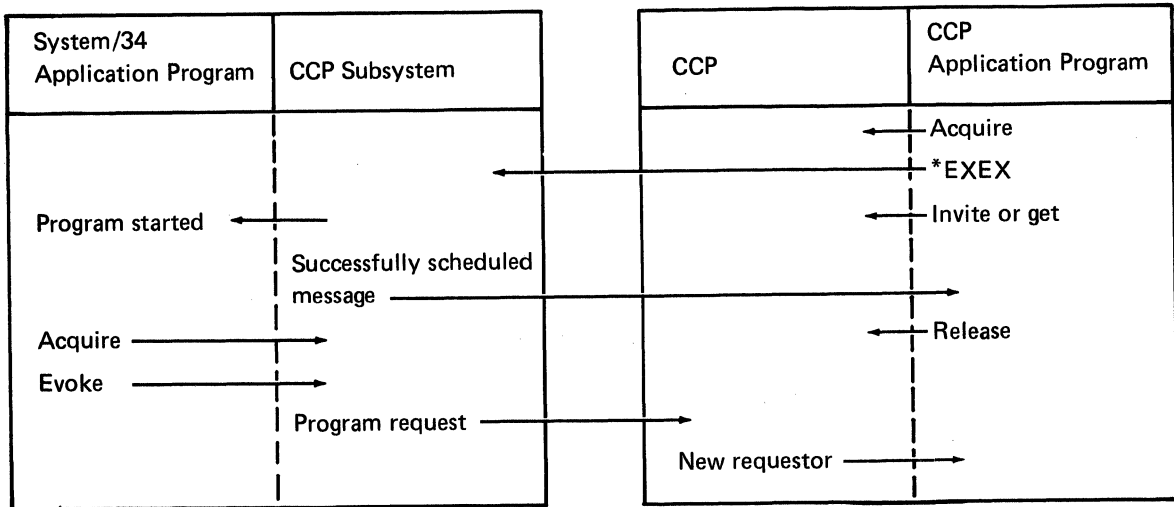 System/34
Application Program
CCP Subsystem
CCP
CCP
Application Program
Acquire
*EXEX
Program started
Invite or get
Successfully scheduled
message
Acquire
Release
Evoke
Program request
New requestor